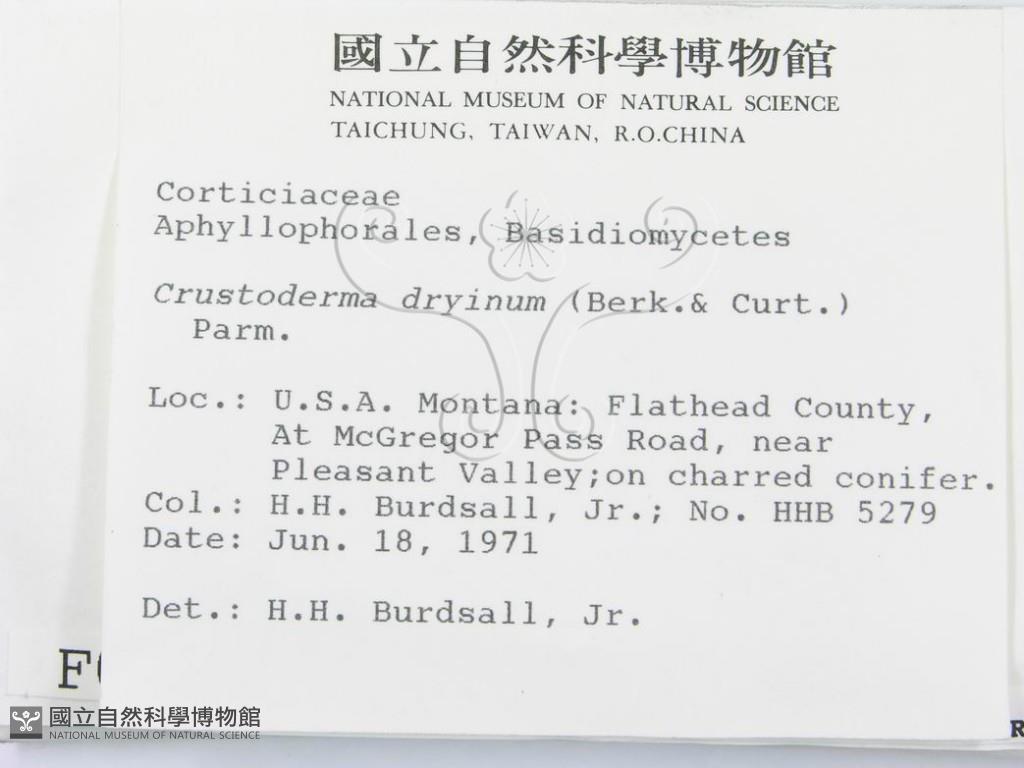 國立自然科學博物館
NATIONAL MUSEUM OF NATURAL SCIENCE
TAICHUNG, TAIWAN, R.O.CHINA
Corticiaceae
Aphyllophorales, Basidiomycetes
Crustoderma dryinum (Berk.& Curt.)
Parm.
Loc.: U.S.A. Montana: Flathead County,
At McGregor Pass Road, near
Pleasant Valley;on charred conifer.
Col.: H.H. Burdsall, Jr.; No. HHB 5279
Date: Jun. 18, 1971
Det.: H.H. Burdsall, Jr.
國立自然科學博物館
NATIONAL MUSEUM OF NATURAL SCIENCE